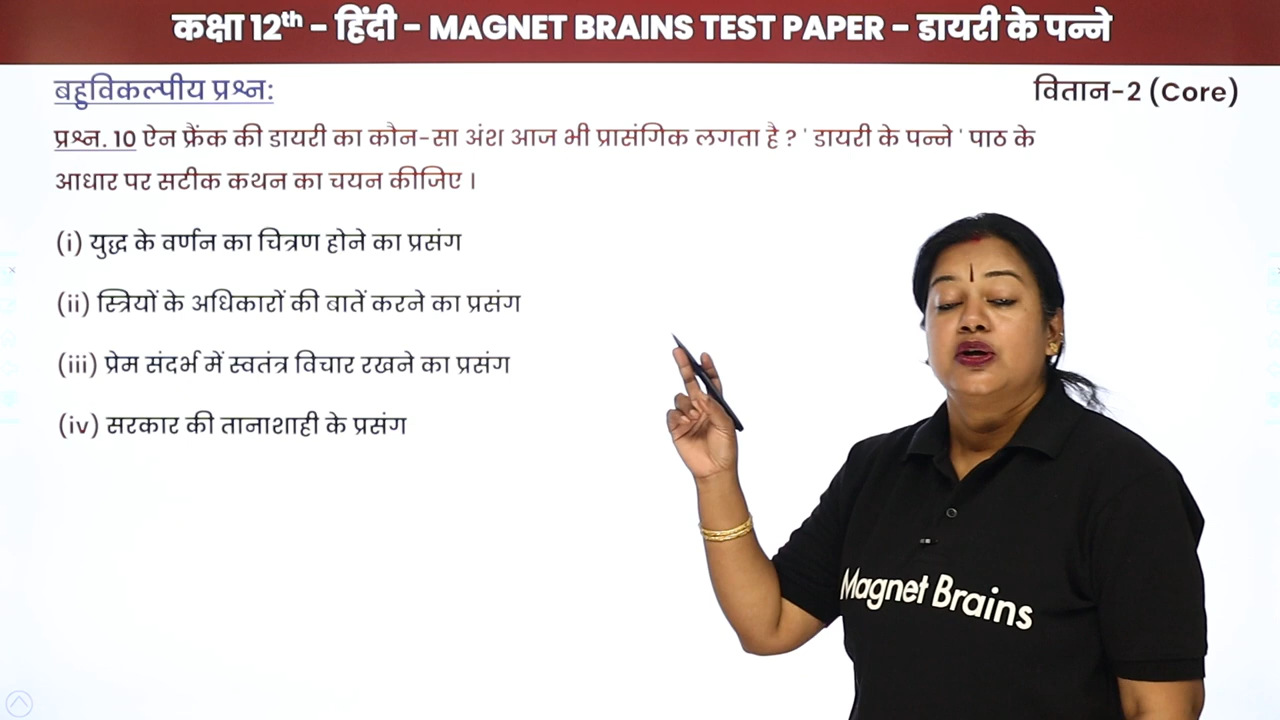 कक्षा 12th - हिंदी - MAGNET BRAINS TEST PAPER - डायरी के पन्ने
बहुविकल्पीय प्रश्न:
वितान-2 (Core)
प्रश्न. 10 ऐन फ्रैंक की डायरी का कौन-सा अंश आज भी प्रासंगिक लगता है ? ' डायरी के पन्ने ' पाठ के
आधार पर सटीक कथन का चयन कीजिए ।
(i) युद्ध के वर्णन का चित्रण होने का प्रसंग
(ii) स्त्रियों के अधिकारों की बातें करने का प्रसंग
(iii) प्रेम संदर्भ में स्वतंत्र विचार रखने का प्रसंग
(iv) सरकार की तानाशाही के प्रसंग
Magnet Brains